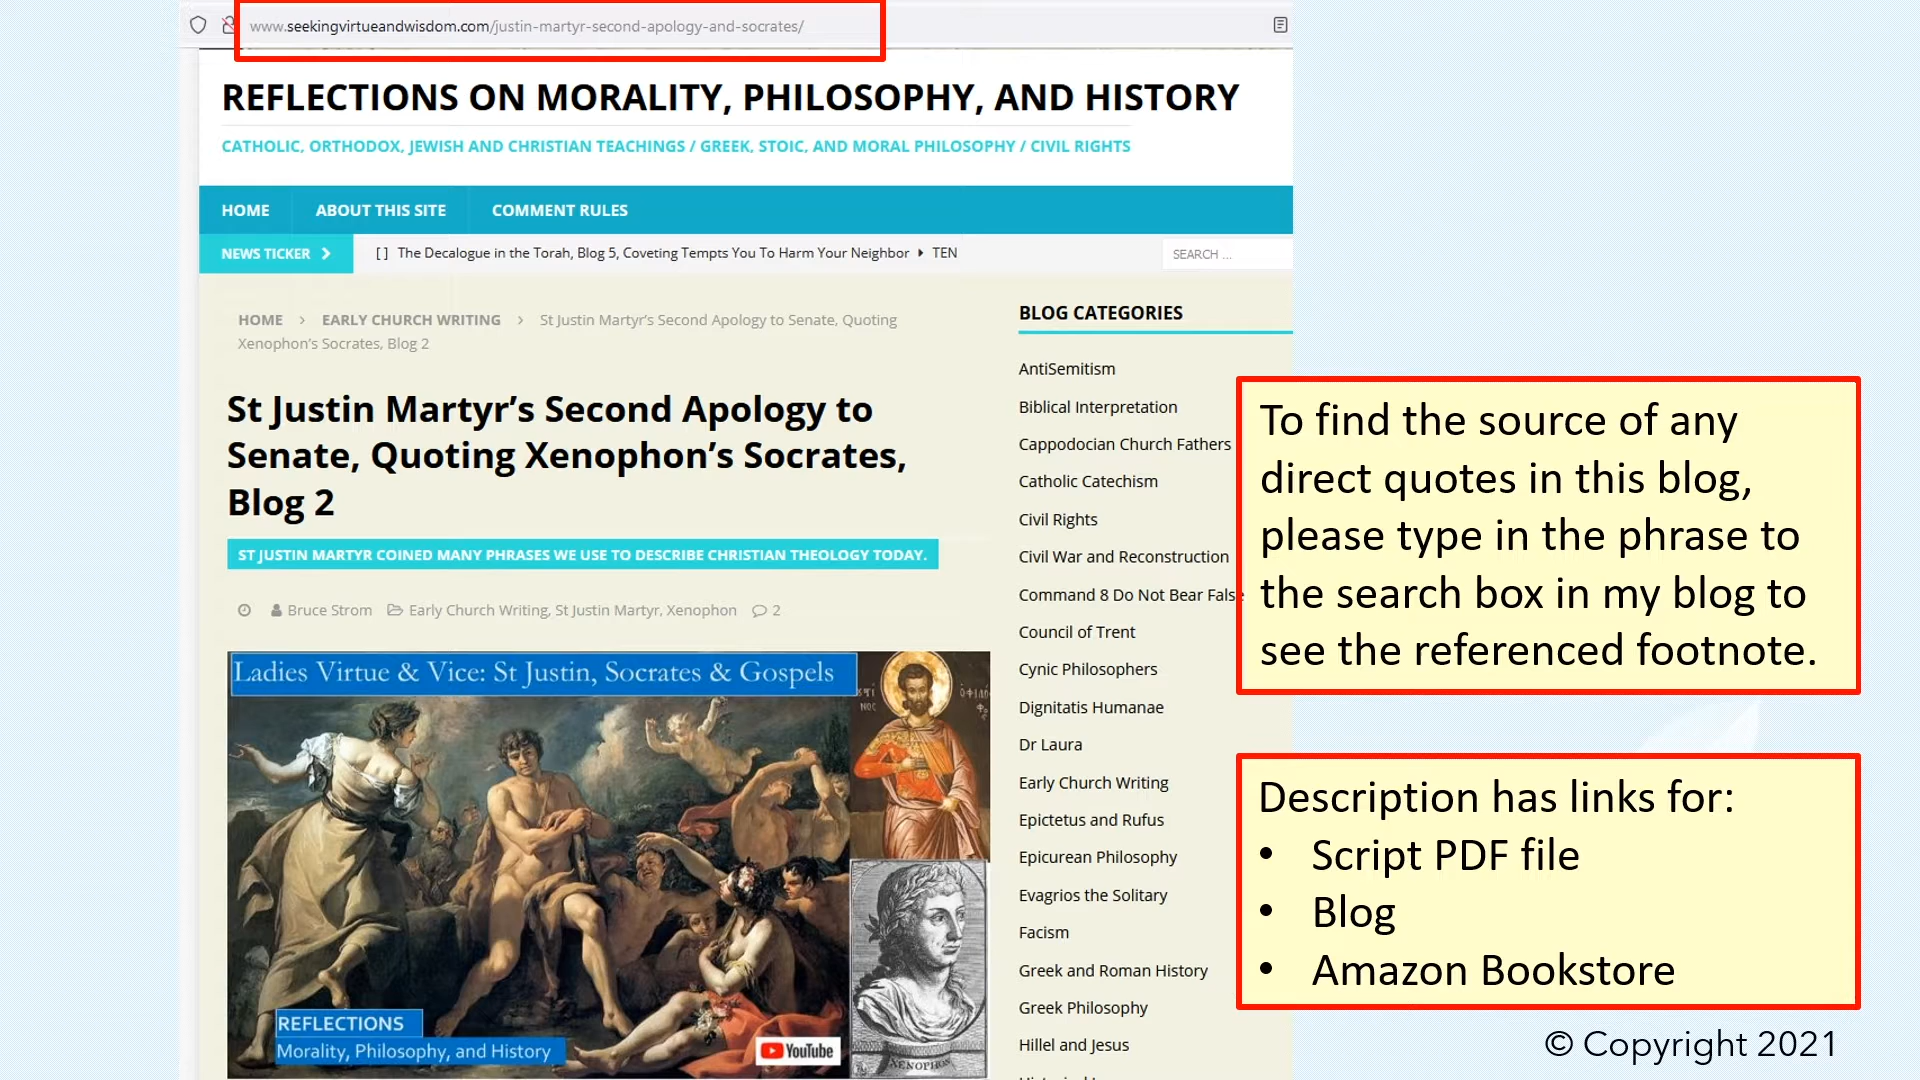 www.seekingvirtueandwisdom.com/justin-martyr-second-apology-and-socrates/
REFLECTIONS ON MORALITY, PHILOSOPHY, AND HISTORY
CATHOLIC, ORTHODOX, JEWISH AND CHRISTIAN TEACHINGS / GREEK, STOIC, AND MORAL PHILOSOPHY / CIVIL RIGHTS
HOME ABOUT THIS SITE COMMENT RULES
NEWS TICKER [ ] The Decalogue in the Torah, Blog 5, Coveting Tempts You To Harm Your Neighbor TEN
SEARCH ...
HOME > EARLY CHURCH WRITING > St Justin Martyr's Second Apology to Senate, Quoting
Xenophon's Socrates, Blog 2
St Justin Martyr's Second Apology to
Senate, Quoting Xenophon's Socrates,
Blog 2
ST JUSTIN MARTYR COINED MANY PHRASES WE USE TO DESCRIBE CHRISTIAN THEOLOGY TODAY.
Bruce Strom Early Church Writing, St Justin Martyr, Xenophon 2
Ladies Virtue & Vice: St Justin, Socrates & Gospels
XENOPHON
REFLECTIONS
Morality, Philosophy, and History
YouTube
BLOG CATEGORIES
AntiSemitism
Biblical Interpretation
Cappodocian Church Fathers
Catholic Catechism
Civil Rights
Civil War and Reconstruction
Command 8 Do Not Bear False
Council of Trent
Cynic Philosophers
Dignitatis Humanae
Dr Laura
Early Church Writing
Epictetus and Rufus
Epicurean Philosophy
Evagrios the Solitary
Facism
Greek and Roman History
Greek Philosophy
Hillel and Jesus
To find the source of any
direct quotes in this blog,
please type in the phrase to
the search box in my blog to
see the referenced footnote.
Description has links for:
• Script PDF file
• Blog
• Amazon Bookstore
© Copyright 2021